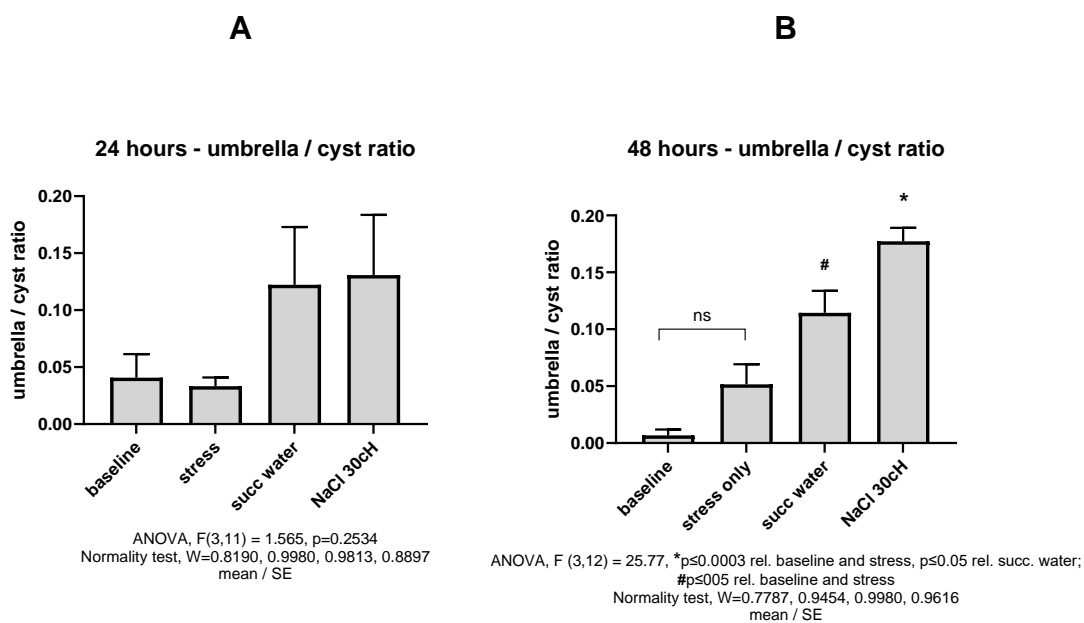 A
B
24 hours - umbrella / cyst ratio
umbrella / cyst ratio
0.20
0.15
0.10
0.05
0.00
baseline
stress
succ water
NaCl 30cH
ANOVA, F(3,11) = 1.565, p=0.2534
Normality test, W=0.8190, 0.9980, 0.9813, 0.8897
mean / SE
48 hours - umbrella / cyst ratio
umbrella / cyst ratio
0.20
0.15
0.10
0.05
0.00
ns
#
*
baseline
stress only
succ water
NaCl 30cH
ANOVA, F (3,12) = 25.77, *p≤0.0003 rel. baseline and stress, p≤0.05 rel. succ. water;
#p≤005 rel. baseline and stress
Normality test, W=0.7787, 0.9454, 0.9980, 0.9616
mean / SE